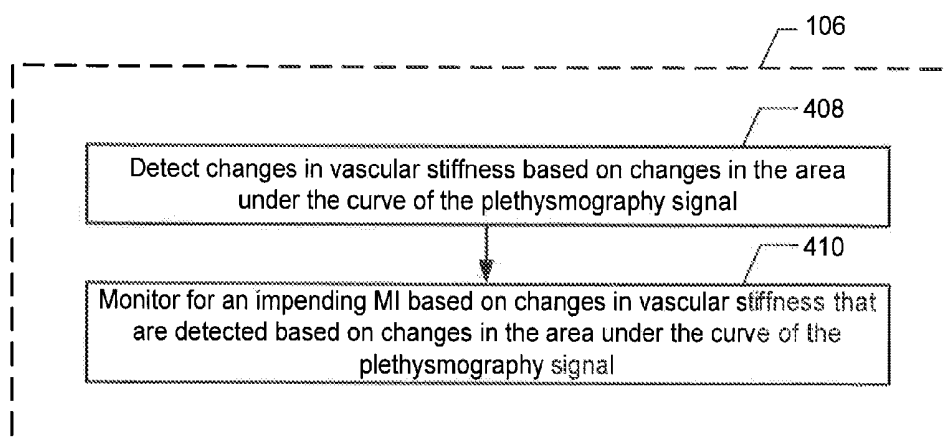 106
408
Detect changes in vascular stiffness based on changes in the area
under the curve of the plethysmography signal
410
Monitor for an impending MI based on changes in vascular stiffness that
are detected based on changes in the area under the curve of the
plethysmography signal